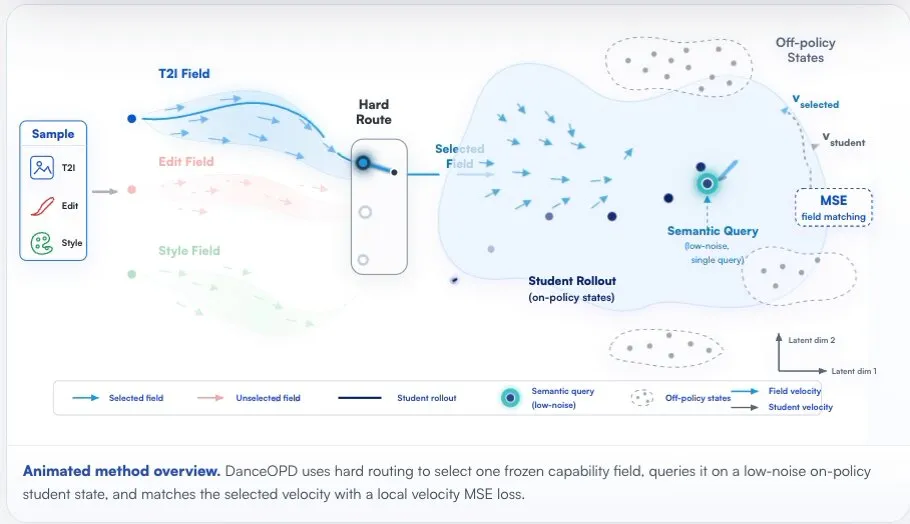 T2I Field
Off-policy
States
Hard
Route
Sample
T2I
Edit
Style
Edit Field
Style Field
Selected
Field
v selected
v student
MSE
field matching
Semantic Query
(low-noise,
single query)
Student Rollout
(on-policy states)
Latent dim 2
Latent dim 1
Selected field
Unselected field
Student rollout
Semantic query
(low-noise)
Off-policy states
Field velocity
Student velocity
Animated method overview. DanceOPD uses hard routing to select one frozen capability field, queries it on a low-noise on-policy
student state, and matches the selected velocity with a local velocity MSE loss.